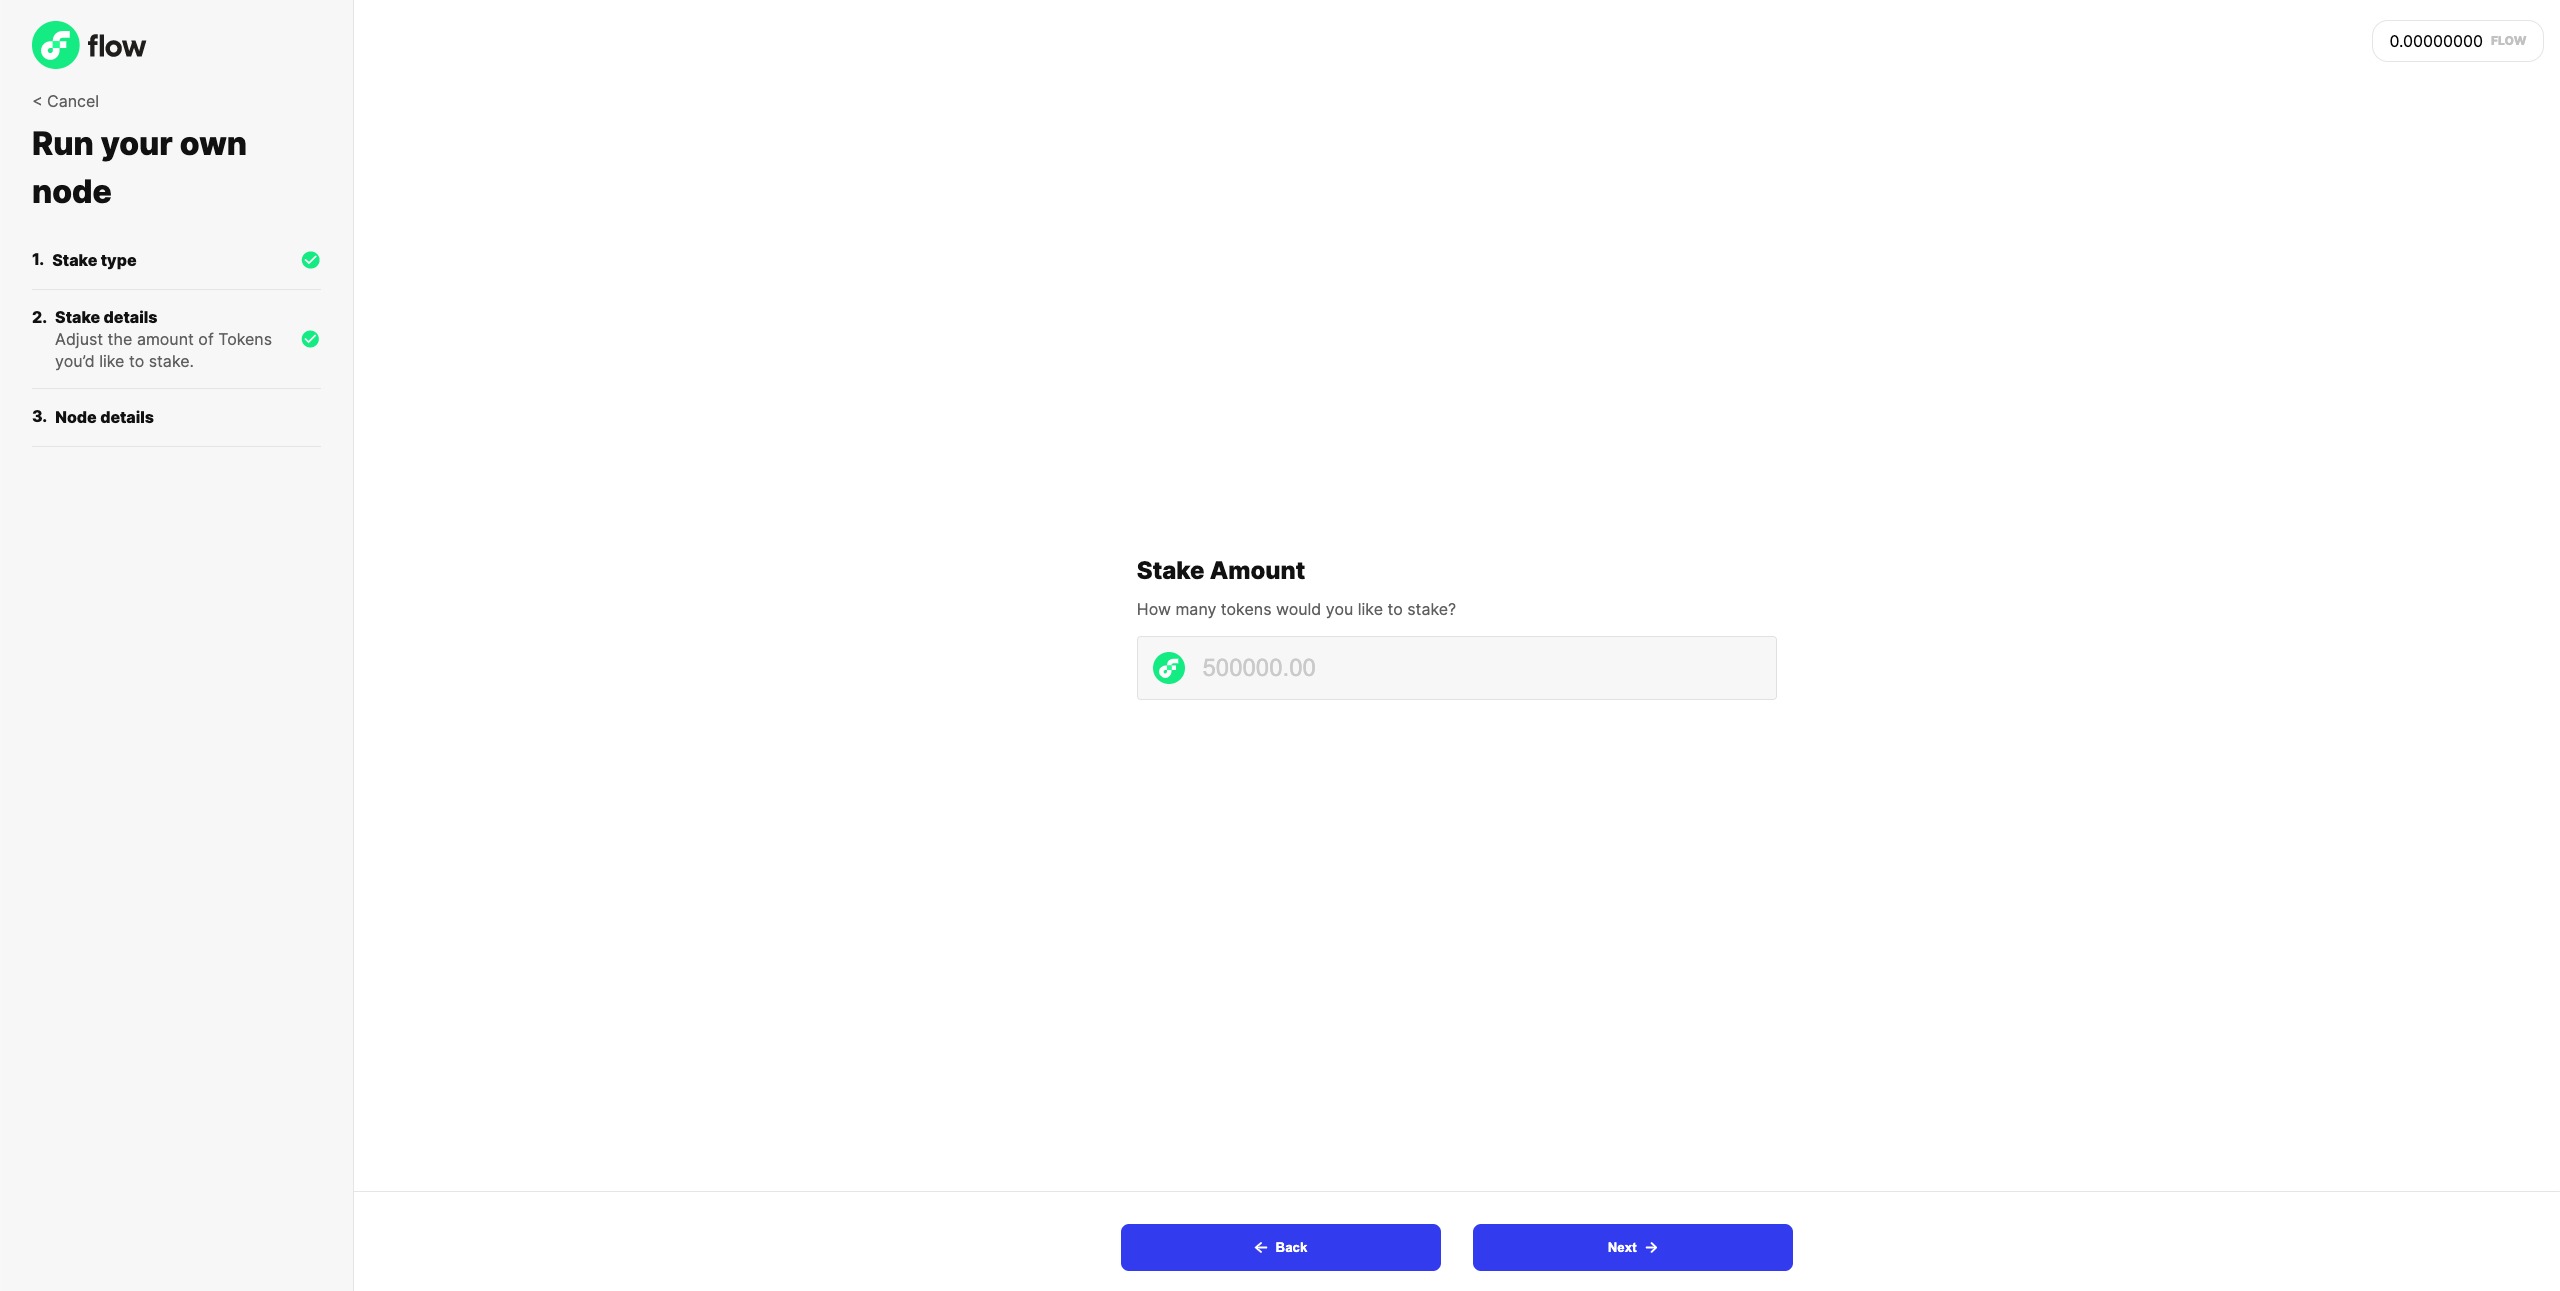 flow
< Cancel
Run your own
node
1. Stake type
2. Stake details
Adjust the amount of Tokens
you’d like to stake.
3. Node details
0.00000000 FLOW
Stake Amount
How many tokens would you like to stake?
500000.00
← Back
Next →